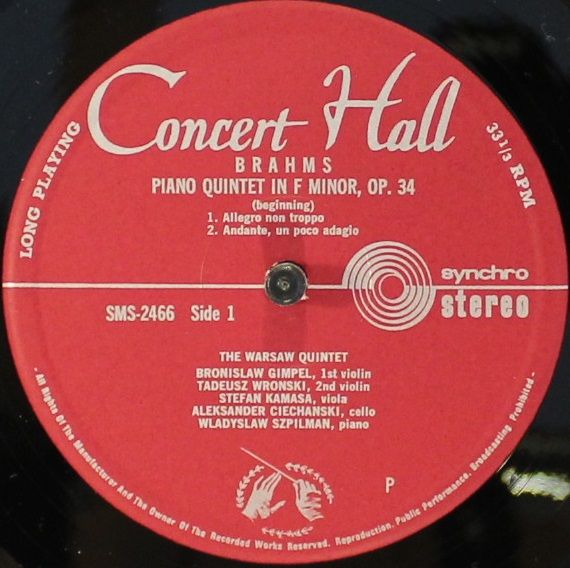 Concert Hall
LONG PLAYING
33 1/3 RPM
BRAHMS
PIANO QUINTET IN F MINOR, OP. 34
(beginning)
1. Allegro non troppo
2. Andante, un poco adagio
synchro
stereo
SMS-2466 Side 1
THE WARSAW QUINTET
BRONISLAW GIMPEL, 1st violin
TADEUSZ WRONSKI, 2nd violin
STEFAN KAMASA, viola
ALEKSANDER CIECHANSKI, cello
WLADYSLAW SZPILMAN, piano
P
- All Rights Of The Manufacturer And The Owner Of The Recorded Works Reserved. Reproduction, Public Performance, Broadcasting Prohibited -